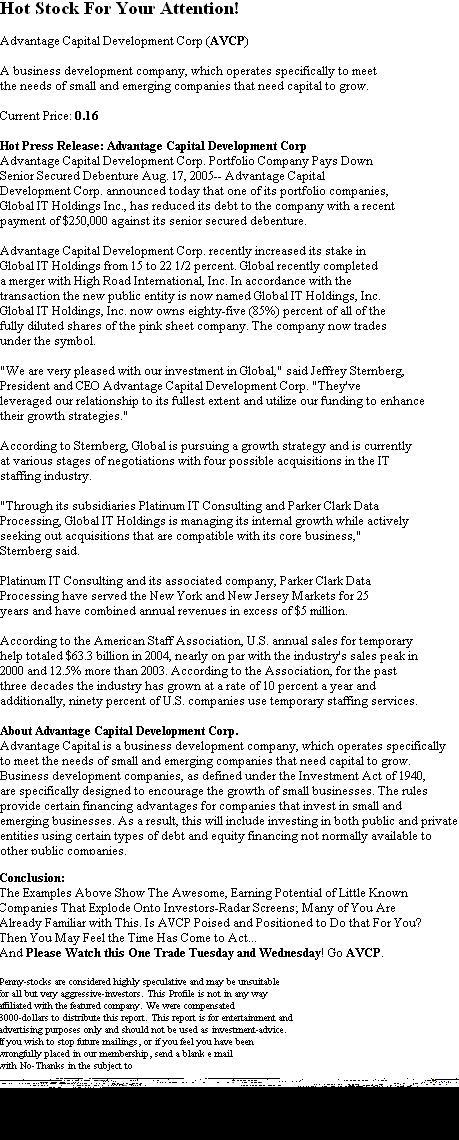 Hot Stock For Your Attention!
Advantage Capital Development Corp (AVCP)
A business development company, which operates specifically to meet
the needs of small and emerging companies that need capital to grow.
Current Price: 0.16
Hot Press Release: Advantage Capital Development Corp
Advantage Capital Development Corp. Portfolio Company Pays Down
Senior Secured Debenture Aug. 17, 2005-- Advantage Capital
Development Corp. announced today that one of its portfolio companies,
Global IT Holdings Inc., has reduced its debt to the company with a recent
payment of $250,000 against its senior secured debenture.
Advantage Capital Development Corp. recently increased its stake in
Global IT Holdings from 15 to 22 1/2 percent. Global recently completed
a merger with High Road International, Inc. In accordance with the
transaction the new public entity is now named Global IT Holdings, Inc.
Global IT Holdings, Inc. now owns eighty-five (85%) percent of all of the
fully diluted shares of the pink sheet company. The company now trades
under the symbol.
"We are very pleased with our investment in Global," said Jeffrey Sternberg,
President and CEO Advantage Capital Development Corp. "They've
leveraged our relationship to its fullest extent and utilize our funding to enhance
their growth strategies."
According to Sternberg, Global is pursuing a growth strategy and is currently
at various stages of negotiations with four possible acquisitions in the IT
staffing industry.
"Through its subsidiaries Platinum IT Consulting and Parker Clark Data
Processing, Global IT Holdings is managing its internal growth while actively
seeking out acquisitions that are compatible with its core business,"
Sternberg said.
Platinum IT Consulting and its associated company, Parker Clark Data
Processing have served the New York and New Jersey Markets for 25
years and have combined annual revenues in excess of $5 million.
According to the American Staff Association, U.S. annual sales for temporary
help totaled $63.3 billion in 2004, nearly on par with the industry's sales peak in
2000 and 12.5% more than 2003. According to the Association, for the past
three decades the industry has grown at a rate of 10 percent a year and
additionally, ninety percent of U.S. companies use temporary staffing services.
About Advantage Capital Development Corp.
Advantage Capital is a business development company, which operates specifically
to meet the needs of small and emerging companies that need capital to grow.
Business development companies, as defined under the Investment Act of 1940,
are specifically designed to encourage the growth of small businesses. The rules
provide certain financing advantages for companies that invest in small and
emerging businesses. As a result, this will include investing in both public and private
entities using certain types of debt and equity financing not normally available to
other public companies.
Conclusion:
The Examples Above Show The Awesome, Earning Potential of Little Known
Companies That Explode Onto Investors-Radar Screens; Many of You Are
Already Familiar with This. Is AVCP Poised and Positioned to Do that For You?
Then You May Feel the Time Has Come to Act...
And Please Watch this One Trade Tuesday and Wednesday! Go AVCP.
Penny-stocks are considered highly speculative and may be unsuitable
for all but very aggressive-investors. This Profile is not in any way
affiliated with the featured company. We were compensated
3000-dollars to distribute this report. This report is for entertainment and
advertising purposes only and should not be used as investment-advice.
If you wish to stop future mailings, or if you feel you have been
wrongfully placed in our membership, send a blank e mail
with No-Thanks in the subject to